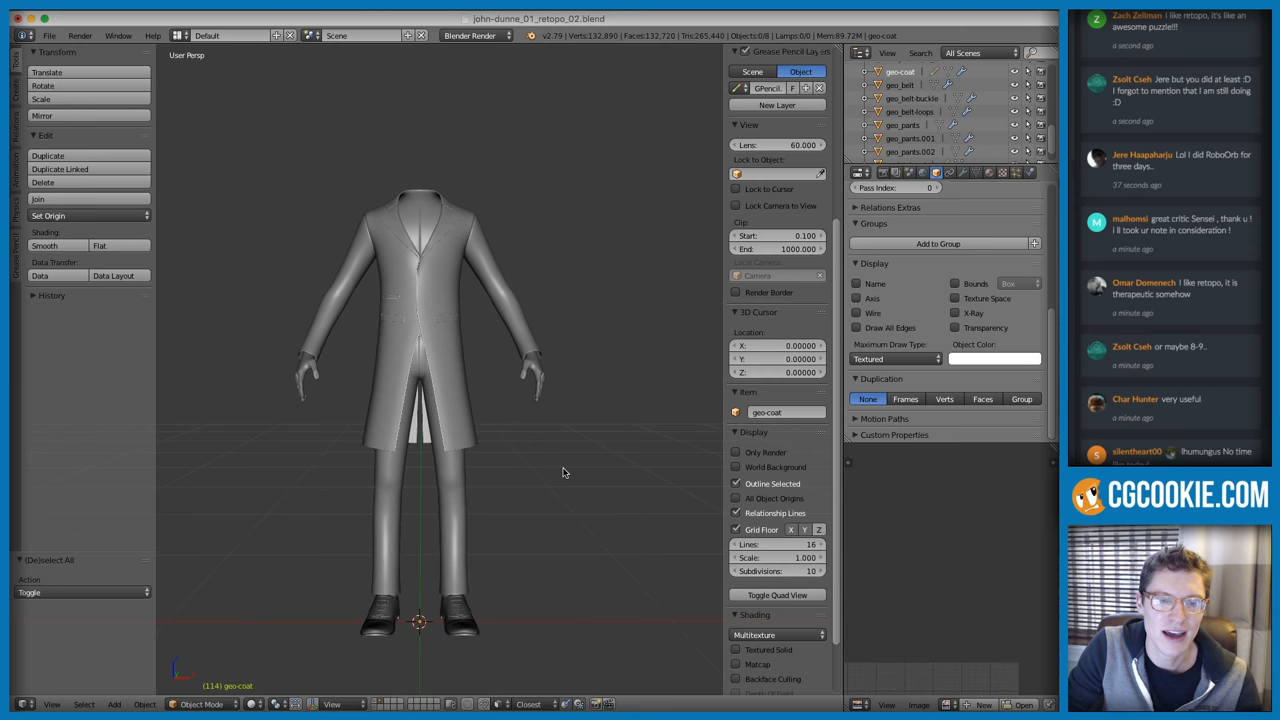 john-dunne_01_retopo_02.blend
File Render Window Help Default Scene Blender Render v2.79 | Verts:132,890 | Faces:132,720 | Tris:265,440 | Objects:0/8 | Lamps:0/0 | Mem:89.72M | geo-coat
Transform
Translate
Rotate
Scale
Mirror
Edit
Duplicate
Duplicate Linked
Delete
Join
Set Origin
Shading:
Smooth Flat
Data Transfer:
Data Data Layout
History
(De)select All
Action
Toggle
Tools
Create
Relations
Animation
Physics
Grease Pencil
User Persp
(114) geo-coat
View Select Add Object Object Mode View Closest
Grease Pencil Layers
Scene Object
GPencil. F
New Layer
View
Lens: 60.000
Lock to Object:
Lock to Cursor
Lock Camera to View
Clip:
Start: 0.100
End: 1000.000
Local Camera:
Camera
Render Border
3D Cursor
Location:
X: 0.00000
Y: 0.00000
Z: 0.00000
Item
geo-coat
Display
Only Render
World Background
Outline Selected
All Object Origins
Relationship Lines
Grid Floor X Y Z
Lines: 16
Scale: 1.000
Subdivisions: 10
Toggle Quad View
Shading
Multitexture
Textured Solid
Matcap
Backface Culling
Depth Of Field
View Search All Scenes
geo-coat
geo_belt
geo_belt-buckle
geo_belt-loops
geo_pants
geo_pants.001
geo_pants.002
Pass Index: 0
Relations Extras
Groups
Add to Group
Display
Name Bounds Box
Axis Texture Space
Wire X-Ray
Draw All Edges Transparency
Maximum Draw Type: Object Color:
Textured
Duplication
None Frames Verts Faces Group
Motion Paths
Custom Properties
View Image New Open
Zach Zellman I like retopo, it's like an
awesome puzzle!!!
a second ago
Zsolt Cseh Jere but you did at least :D
I forgot to mention that I am still doing
:D
a second ago
Jere Haapaharju Lol I did RoboOrb for
three days..
37 seconds ago
malhomsi great critic Sensei , thank u !
i ll took ur note in consideration !
a minute ago
Omar Domenech I like retopo, it is
therapeutic somehow
a minute ago
Zsolt Cseh or maybe 8-9..
a minute ago
Char Hunter very useful
a minute ago
silentheart00 lhumungus No time
CGCOOKIE.COM